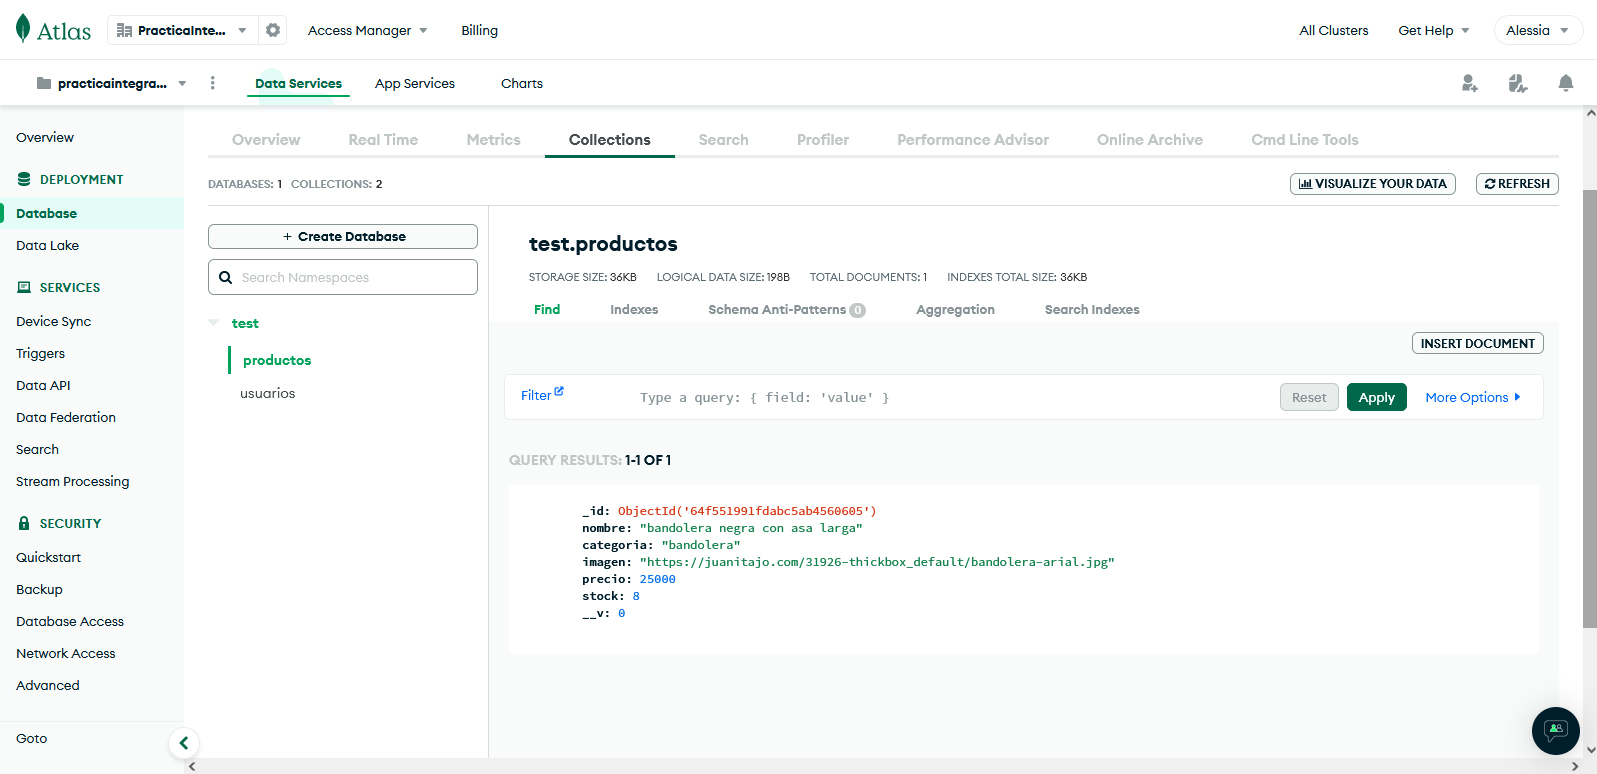 Atlas
PracticaInte...
Access Manager
Billing
All Clusters
Get Help
Alessia
practicaintegra...
Data Services
App Services
Charts
Overview
DEPLOYMENT
Database
Data Lake
SERVICES
Device Sync
Triggers
Data API
Data Federation
Search
Stream Processing
SECURITY
Quickstart
Backup
Database Access
Network Access
Advanced
Goto
Overview
Real Time
Metrics
Collections
Search
Profiler
Performance Advisor
Online Archive
Cmd Line Tools
DATABASES: 1 COLLECTIONS: 2
VISUALIZE YOUR DATA
REFRESH
+ Create Database
Search Namespaces
test
productos
usuarios
test.productos
STORAGE SIZE: 36KB LOGICAL DATA SIZE: 198B TOTAL DOCUMENTS: 1 INDEXES TOTAL SIZE: 36KB
Find
Indexes
Schema Anti-Patterns 0
Aggregation
Search Indexes
INSERT DOCUMENT
Filter
Type a query: { field: 'value' }
Reset
Apply
More Options
QUERY RESULTS: 1-1 OF 1
_id: ObjectId('64f551991fdabc5ab4560605')
nombre: "bandolera negra con asa larga"
categoria: "bandolera"
imagen: "https://juanitajo.com/31926-thickbox_default/bandolera-arial.jpg"
precio: 25000
stock: 8
__v: 0